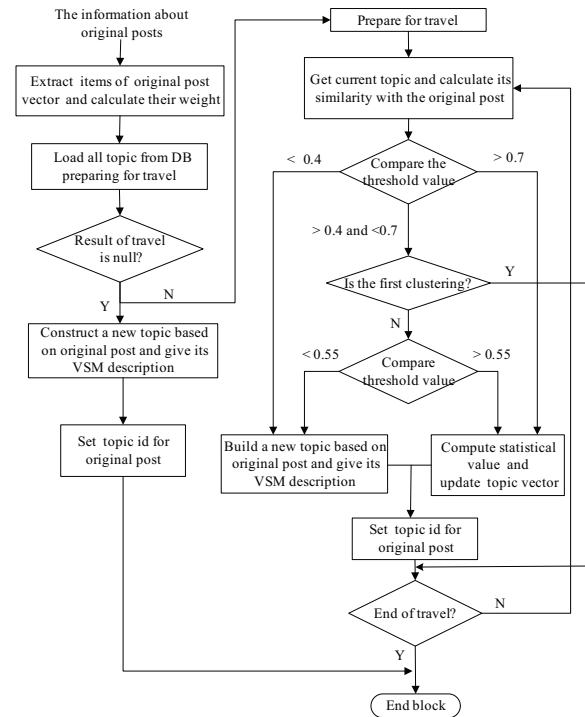 The information about
original posts
Extract items of original post
vector and calculate their weight
Load all topic from DB
preparing for travel
Result of travel
is null?
N
Y
Construct a new topic based
on original post and give its
VSM description
Set topic id for
original post
Prepare for travel
Get current topic and calculate its
similarity with the original post
< 0.4
Compare the
threshold value
> 0.7
> 0.4 and <0.7
Is the first clustering?
Y
N
< 0.55
Compare
threshold value
> 0.55
Build a new topic based on
original post and give its
VSM description
Compute statistical
value and
update topic vector
Set topic id for
original post
End of travel?
N
Y
End block